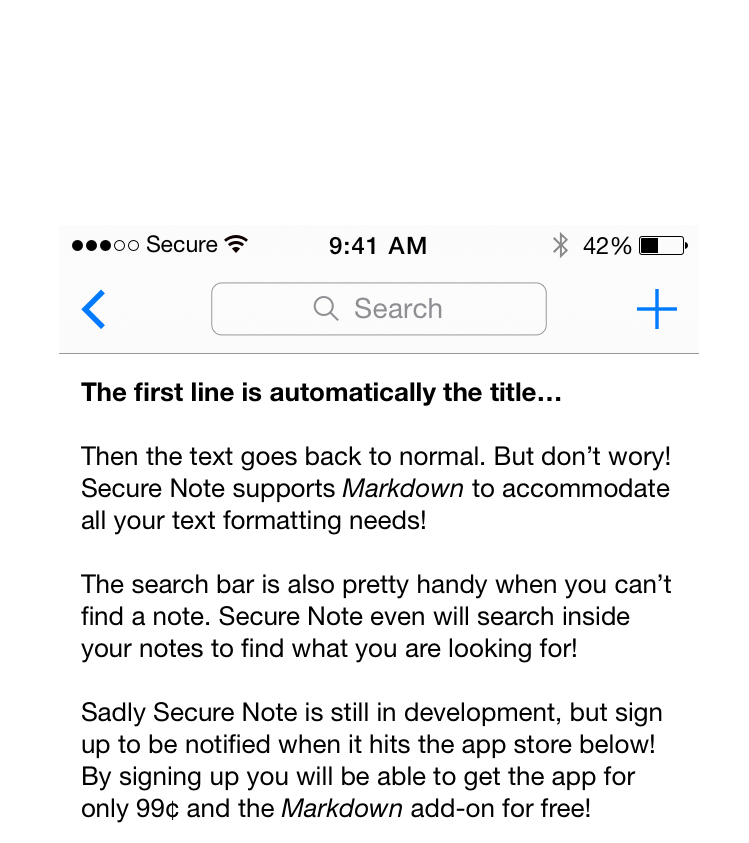 Secure 9:41 AM 42%
Search
The first line is automatically the title…
Then the text goes back to normal. But don’t wory!
Secure Note supports Markdown to accommodate
all your text formatting needs!
The search bar is also pretty handy when you can’t
find a note. Secure Note even will search inside
your notes to find what you are looking for!
Sadly Secure Note is still in development, but sign
up to be notified when it hits the app store below!
By signing up you will be able to get the app for
only 99¢ and the Markdown add-on for free!